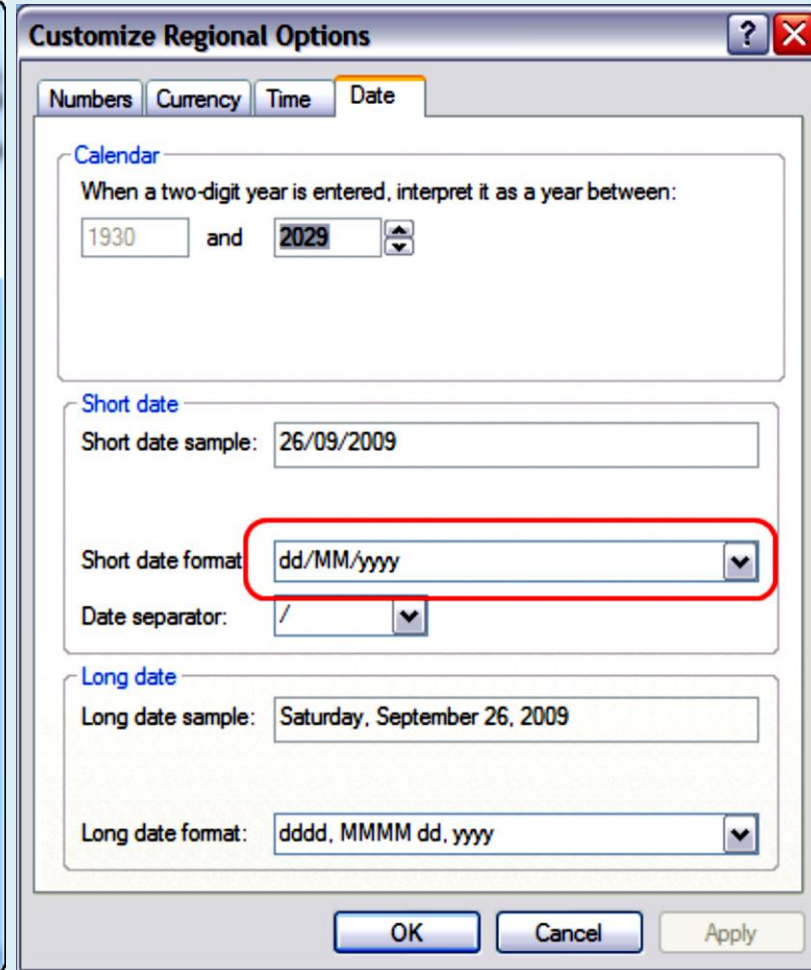 Customize Regional Options ?
Numbers Currency Time Date
Calendar
When a two-digit year is entered, interpret it as a year between:
1930 and 2029
Short date
Short date sample: 26/09/2009
Short date format dd/MM/yyyy
Date separator: /
Long date
Long date sample: Saturday, September 26, 2009
Long date format: dddd, MMMM dd, yyyy
OK Cancel Apply